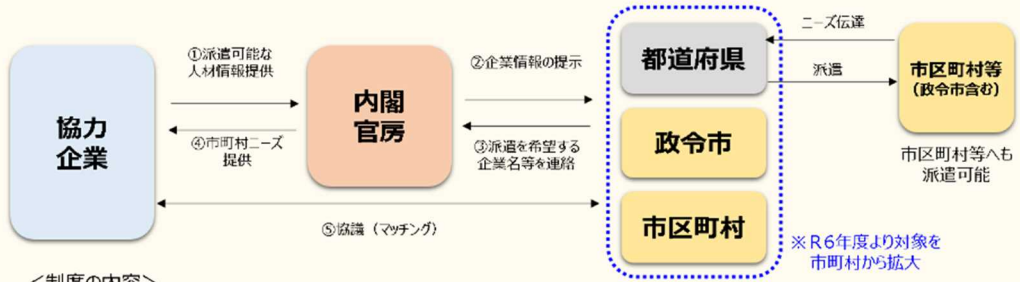 協力
企業
①派遣可能な
人材情報提供
④市町村ニーズ
提供
内閣
官房
②企業情報の提示
③派遣を希望する
企業名等を連絡
⑤協議（マッチング）
都道府県
政令市
市区町村
ニーズ伝達
派遣
市区町村等
（政令市含む）
市区町村等へも
派遣可能
※R6年度より対象を
市町村から拡大
＜制度の内容＞